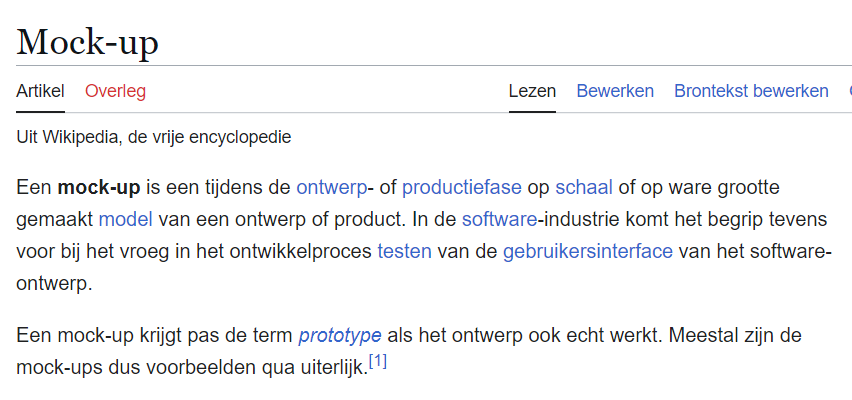 Mock-up
Artikel Overleg Lezen Bewerken Brontekst bewerken
Uit Wikipedia, de vrije encyclopedie
Een mock-up is een tijdens de ontwerp- of productiefase op schaal of op ware grootte
gemaakt model van een ontwerp of product. In de software-industrie komt het begrip tevens
voor bij het vroeg in het ontwikkelproces testen van de gebruikersinterface van het software-
ontwerp.
Een mock-up krijgt pas de term prototype als het ontwerp ook echt werkt. Meestal zijn de
mock-ups dus voorbeelden qua uiterlijk.[1]